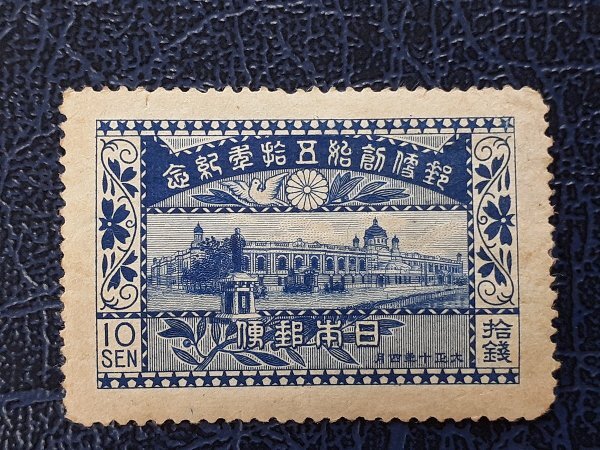 念紀年拾五始創便郵
10
SEN
便郵本日
拾錢
月四年十正大